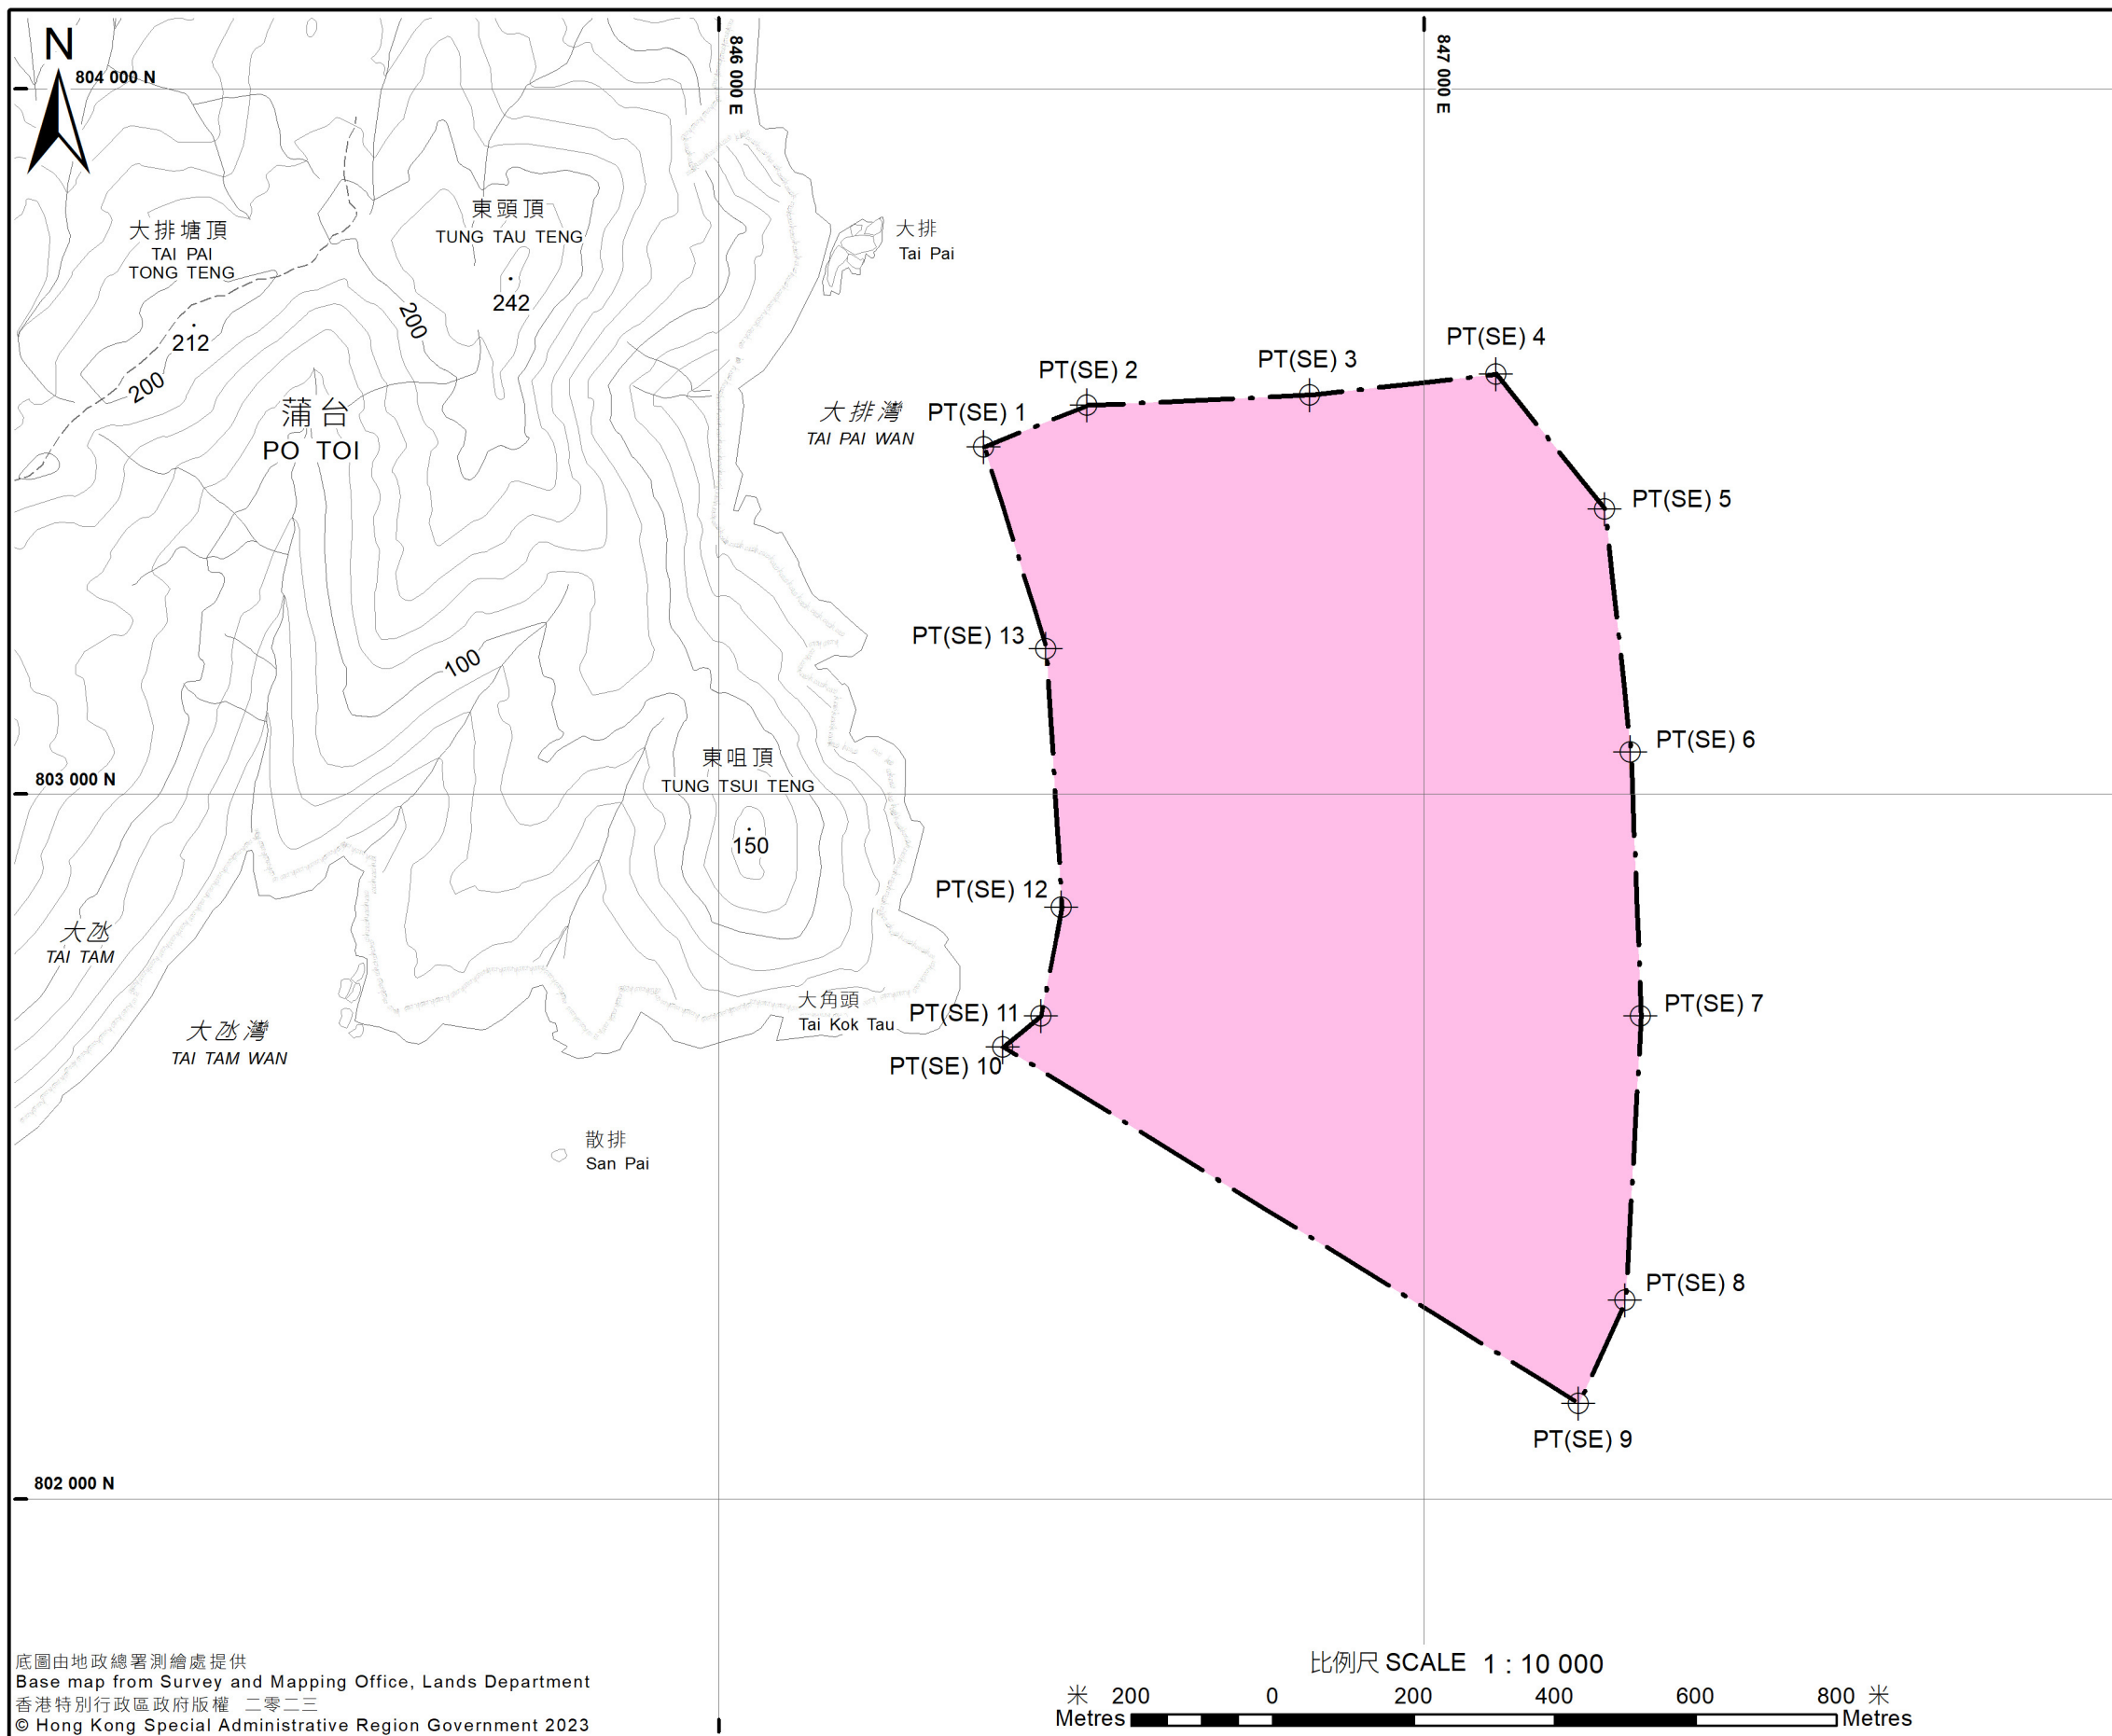 N
804 000 N
846 000 E
847 000 E
大排塘頂
TAI PAI
TONG TENG
212
200
東頭頂
TUNG TAU TENG
242
200
大排
Tai Pai
蒲台
PO TOI
大排灣
TAI PAI WAN
PT(SE) 1
PT(SE) 2
PT(SE) 3
PT(SE) 4
PT(SE) 5
PT(SE) 13
100
PT(SE) 6
東咀頂
TUNG TSUI TENG
803 000 N
150
PT(SE) 12
大氹
TAI TAM
大角頭
Tai Kok Tau
PT(SE) 11
PT(SE) 7
大氹灣
TAI TAM WAN
PT(SE) 10
散排
San Pai
PT(SE) 8
PT(SE) 9
802 000 N
底圖由地政總署測繪處提供
Base map from Survey and Mapping Office, Lands Department
香港特別行政區政府版權 二零二三
© Hong Kong Special Administrative Region Government 2023
比例尺 SCALE 1 : 10 000
米 200 0 200 400 600 800 米
Metres Metres